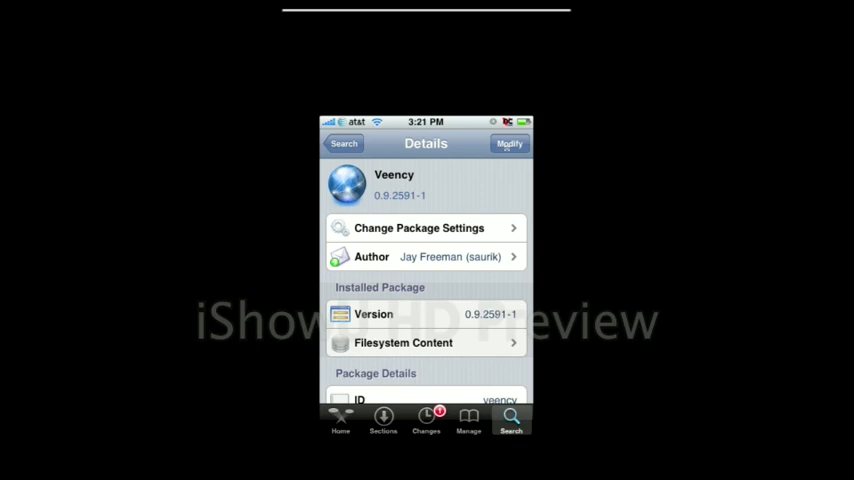 at&t 3:21 PM
Search Details Modify
Veency
0.9.2591-1
Change Package Settings
Author Jay Freeman (saurik)
Installed Package
iShowU HD Preview
Version 0.9.2591-1
Filesystem Content
Package Details
ID veency
1
Home Sections Changes Manage Search